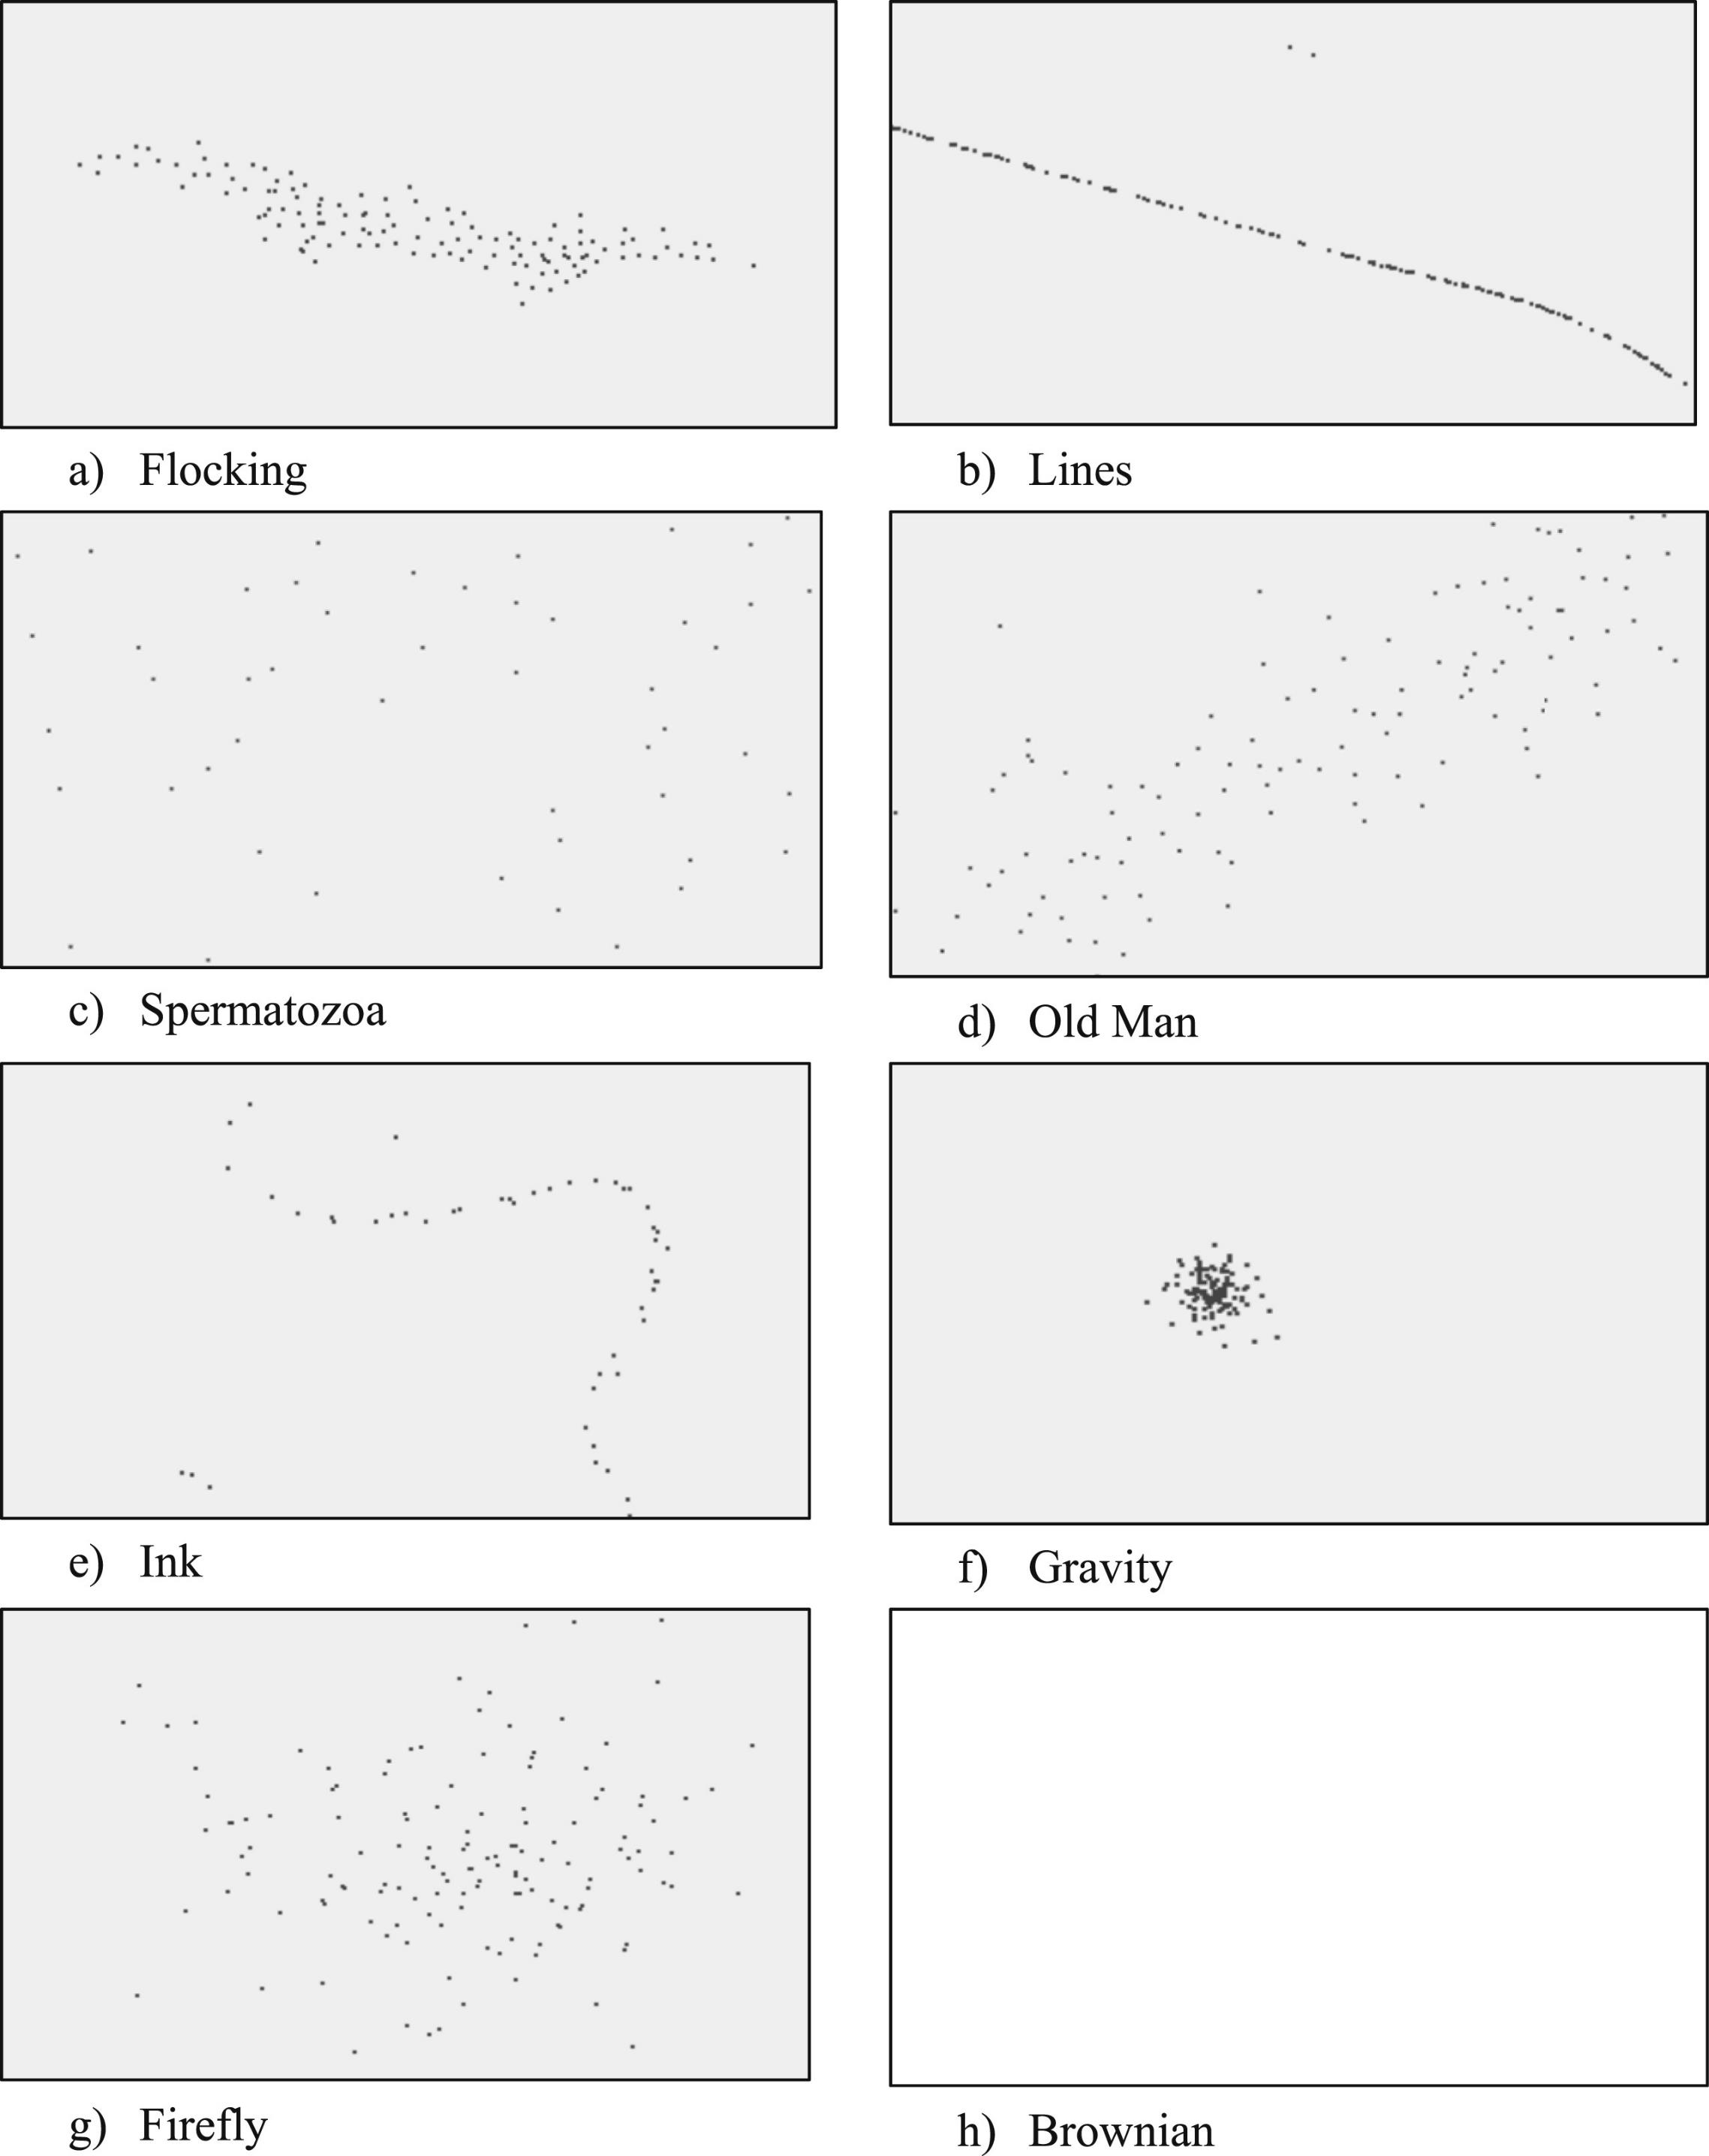 a) Flocking
b) Lines
c) Spermatozoa
d) Old Man
e) Ink
f) Gravity
g) Firefly
h) Brownian